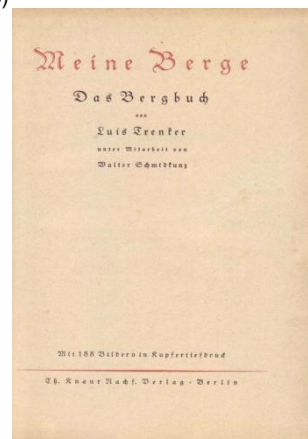 Meine Berge
Das Bergbuch
von
Luis Trenker
unter Mitarbeit von
Walter Schmidkunz
Mit 188 Bildern in Kupfertiefdruck
Th. Knaur Nachf. Verlag · Berlin